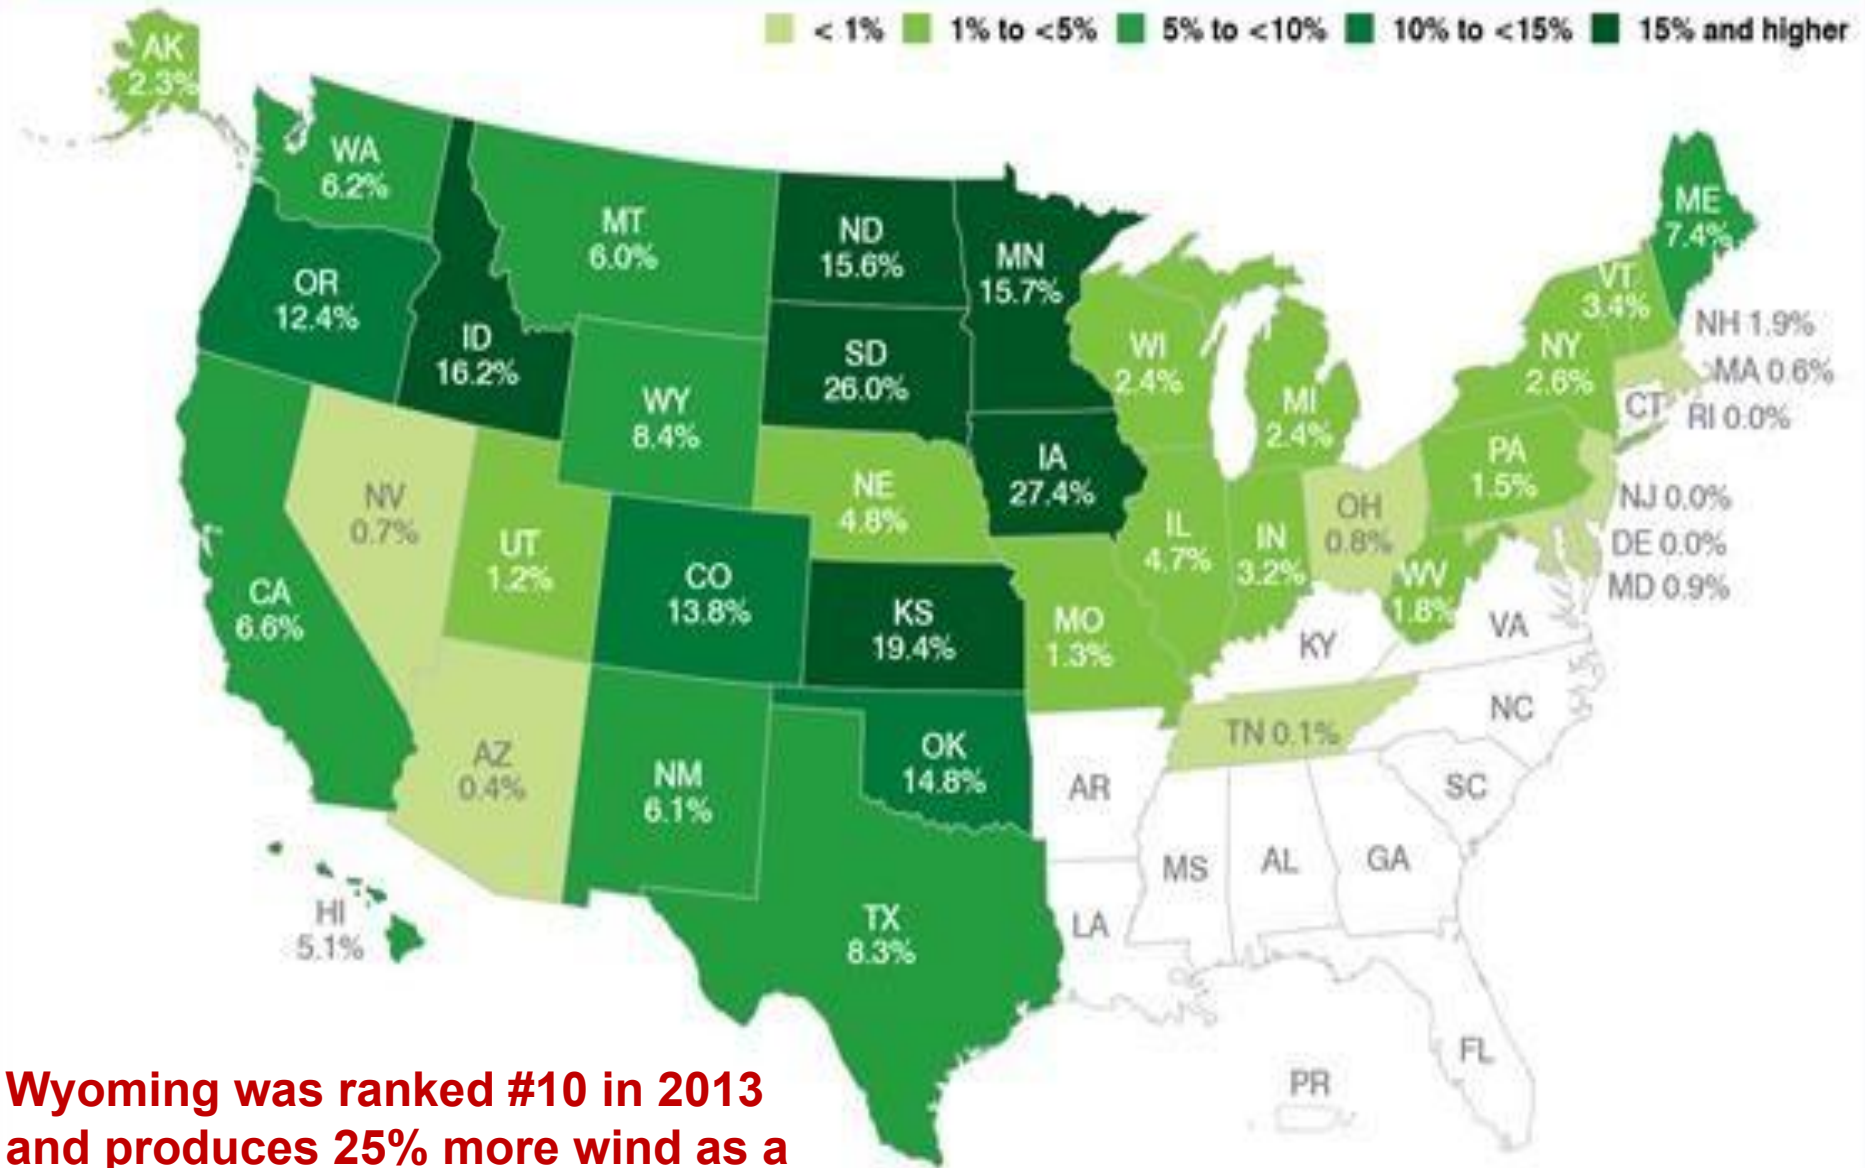 < 1% 1% to <5% 5% to <10% 10% to <15% 15% and higher
AK
2.3%
WA
6.2%
MT
6.0%
ND
15.6%
MN
15.7%
ME
7.4%
OR
12.4%
ID
16.2%
WY
8.4%
SD
26.0%
WI
2.4%
MI
2.4%
NY
2.6%
VT
3.4%
NH 1.9%
MA 0.6%
CT
RI 0.0%
NV
0.7%
UT
1.2%
CO
13.8%
NE
4.8%
IA
27.4%
IL
4.7%
IN
3.2%
OH
0.8%
PA
1.5%
NJ 0.0%
DE 0.0%
MD 0.9%
WV
1.8%
VA
CA
6.6%
KS
19.4%
MO
1.3%
KY
NC
TN 0.1%
AZ
0.4%
NM
6.1%
OK
14.8%
AR
SC
MS
AL
GA
HI
5.1%
TX
8.3%
LA
FL
PR
Wyoming was ranked #10 in 2013
and produces 25% more wind as a